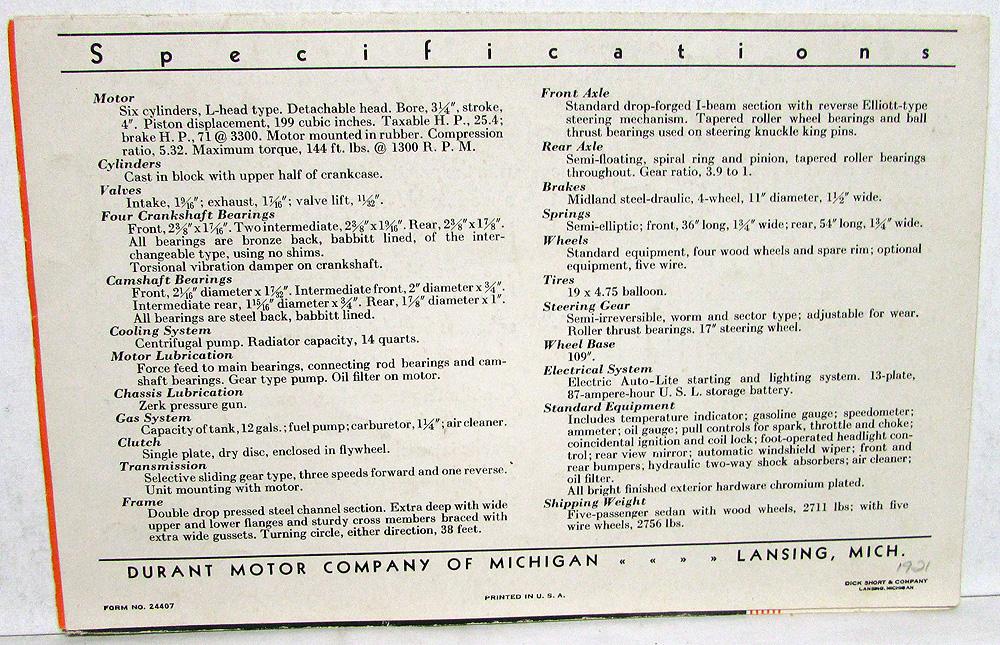 Specifications
Motor
Six cylinders, L-head type. Detachable head. Bore, 3¼″, stroke,
4″. Piston displacement, 199 cubic inches. Taxable H. P., 25.4;
brake H. P., 71 @ 3300. Motor mounted in rubber. Compression
ratio, 5.32. Maximum torque, 144 ft. lbs. @ 1300 R. P. M.
Cylinders
Cast in block with upper half of crankcase.
Valves
Intake, 1⁹⁄₁₆″; exhaust, 1⁷⁄₁₆″; valve lift, ¹¹⁄₃₂″.
Four Crankshaft Bearings
Front, 2⅜″ x 1⁷⁄₁₆″. Two intermediate, 2⅜″ x 1⁹⁄₁₆″. Rear, 2⅜″ x 1⅞″.
All bearings are bronze back, babbitt lined, of the inter-
changeable type, using no shims.
Torsional vibration damper on crankshaft.
Camshaft Bearings
Front, 2¹⁄₁₆″ diameter x 1⁷⁄₃₂″. Intermediate front, 2″ diameter x ¾″.
Intermediate rear, 1¹⁵⁄₁₆″ diameter x ¾″. Rear, 1⅞″ diameter x 1″.
All bearings are steel back, babbitt lined.
Cooling System
Centrifugal pump. Radiator capacity, 14 quarts.
Motor Lubrication
Force feed to main bearings, connecting rod bearings and cam-
shaft bearings. Gear type pump. Oil filter on motor.
Chassis Lubrication
Zerk pressure gun.
Gas System
Capacity of tank, 12 gals.; fuel pump; carburetor, 1¼″; air cleaner.
Clutch
Single plate, dry disc, enclosed in flywheel.
Transmission
Selective sliding gear type, three speeds forward and one reverse.
Unit mounting with motor.
Frame
Double drop pressed steel channel section. Extra deep with wide
upper and lower flanges and sturdy cross members braced with
extra wide gussets. Turning circle, either direction, 38 feet.
Front Axle
Standard drop-forged I-beam section with reverse Elliott-type
steering mechanism. Tapered roller wheel bearings and ball
thrust bearings used on steering knuckle king pins.
Rear Axle
Semi-floating, spiral ring and pinion, tapered roller bearings
throughout. Gear ratio, 3.9 to 1.
Brakes
Midland steel-draulic, 4-wheel, 11″ diameter, 1½″ wide.
Springs
Semi-elliptic; front, 36″ long, 1¾″ wide; rear, 54″ long, 1¾″ wide.
Wheels
Standard equipment, four wood wheels and spare rim; optional
equipment, five wire.
Tires
19 x 4.75 balloon.
Steering Gear
Semi-irreversible, worm and sector type; adjustable for wear.
Roller thrust bearings. 17″ steering wheel.
Wheel Base
109″.
Electrical System
Electric Auto-Lite starting and lighting system. 13-plate,
87-ampere-hour U. S. L. storage battery.
Standard Equipment
Includes temperature indicator; gasoline gauge; speedometer;
ammeter; oil gauge; pull controls for spark, throttle and choke;
coincidental ignition and coil lock; foot-operated headlight con-
trol; rear view mirror; automatic windshield wiper; front and
rear bumpers; hydraulic two-way shock absorbers; air cleaner;
oil filter.
All bright finished exterior hardware chromium plated.
Shipping Weight
Five-passenger sedan with wood wheels, 2711 lbs; with five
wire wheels, 2756 lbs.
DURANT MOTOR COMPANY OF MICHIGAN « « » » LANSING, MICH.
DICK SHORT & COMPANY
LANSING, MICHIGAN
PRINTED IN U. S. A.
FORM NO. 24407